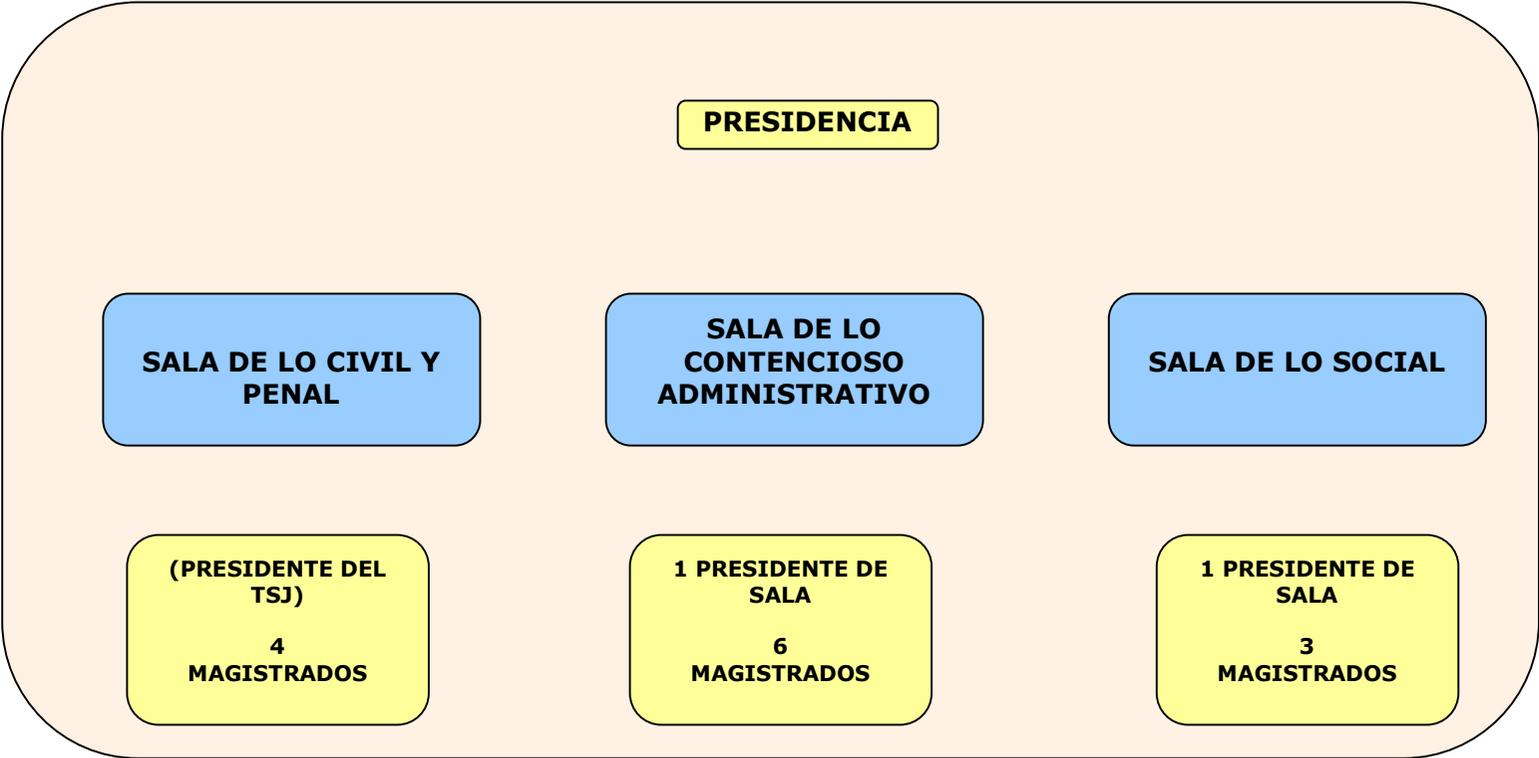 PRESIDENCIA
SALA DE LO CIVIL Y
PENAL
SALA DE LO
CONTENCIOSO
ADMINISTRATIVO
SALA DE LO SOCIAL
(PRESIDENTE DEL
TSJ)
4
MAGISTRADOS
1 PRESIDENTE DE
SALA
6
MAGISTRADOS
1 PRESIDENTE DE
SALA
3
MAGISTRADOS